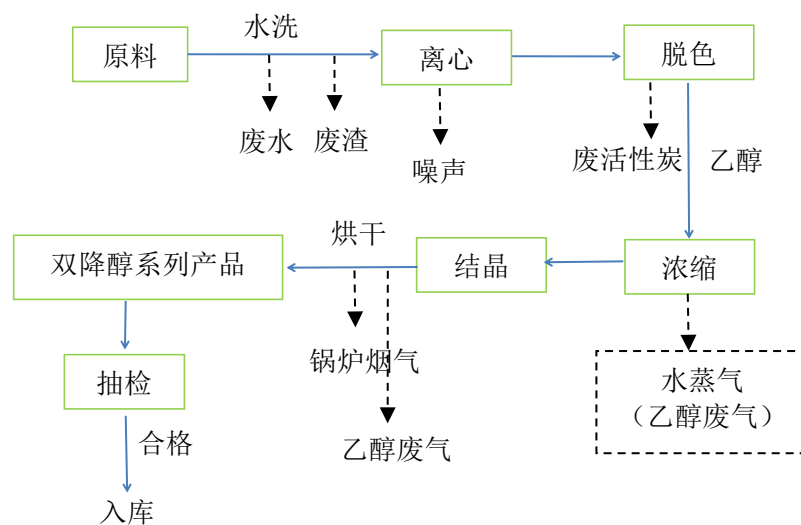 原料
水洗
离心
脱色
废水
废渣
噪声
废活性炭
乙醇
双降醇系列产品
烘干
结晶
浓缩
锅炉烟气
乙醇废气
水蒸气
（乙醇废气）
抽检
合格
入库